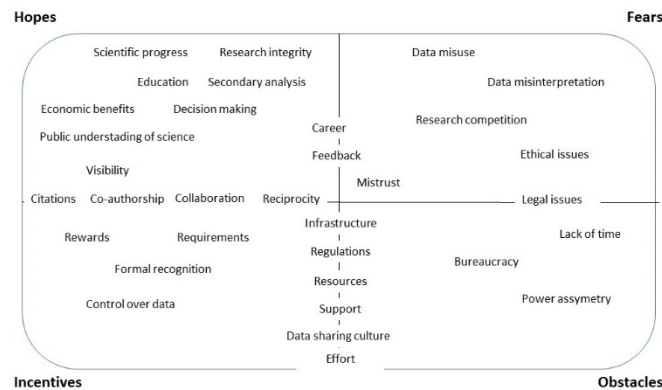 Hopes Fears
Scientific progress Research integrity Data misuse
Education Secondary analysis Data misinterpretation
Economic benefits Decision making
Research competition
Career
Public understading of science
Feedback Ethical issues
Visibility
Mistrust
Citations Co-authorship Collaboration Reciprocity Legal issues
Infrastructure
Lack of time
Rewards Requirements
Regulations
Bureaucracy
Formal recognition
Resources
Control over data Power assymetry
Support
Data sharing culture
Effort
Incentives Obstacles